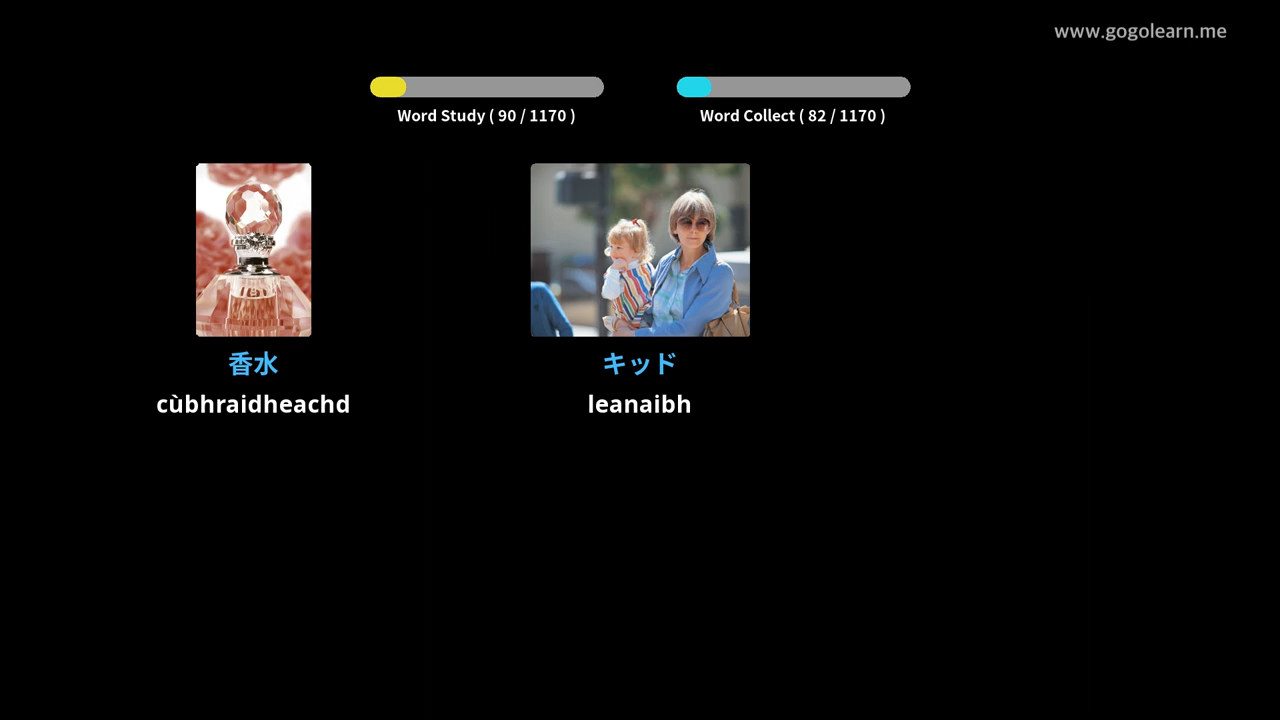 www.gogolearn.me
Word Study ( 90 / 1170 )
Word Collect ( 82 / 1170 )
香水
キッド
cùbhraidheachd
leanaibh